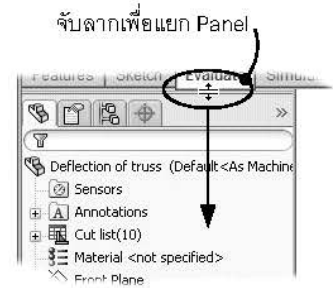 จับลากเพื่อแยก Panel
Features Sketch Evaluate Simul
»
Deflection of truss (Default<As Machine
Sensors
A Annotations
Cut list(10)
Material <not specified>
Front Plane